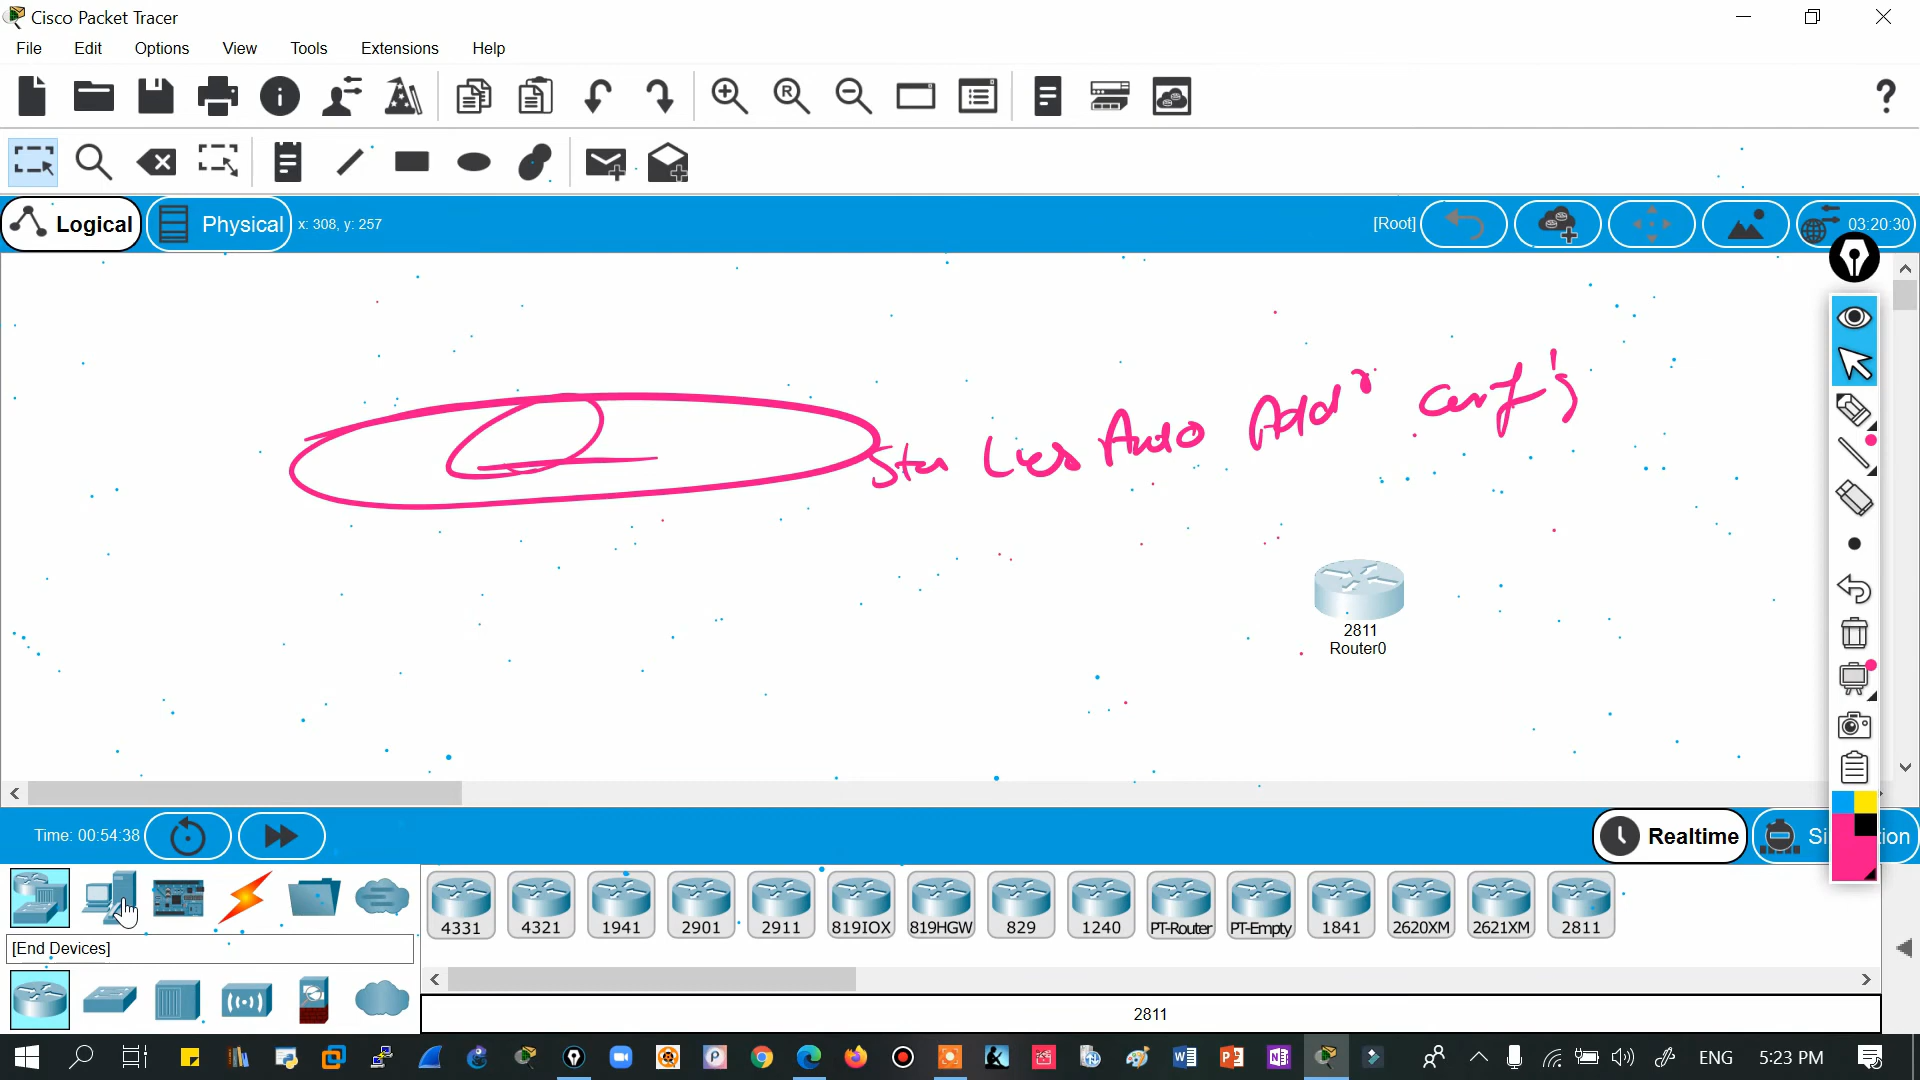 Cisco Packet Tracer
File Edit Options View Tools Extensions Help
Logical Physical x: 308, y: 257 [Root] 03:20:30
Auto Addr
2811
Router0
Time: 00:54:38 Realtime
[End Devices]
4331 4321 1941 2901 2911 819IOX 819HGW 829 1240 PT-Router PT-Empty 1841 2620XM 2621XM 2811
2811
ENG 5:23 PM